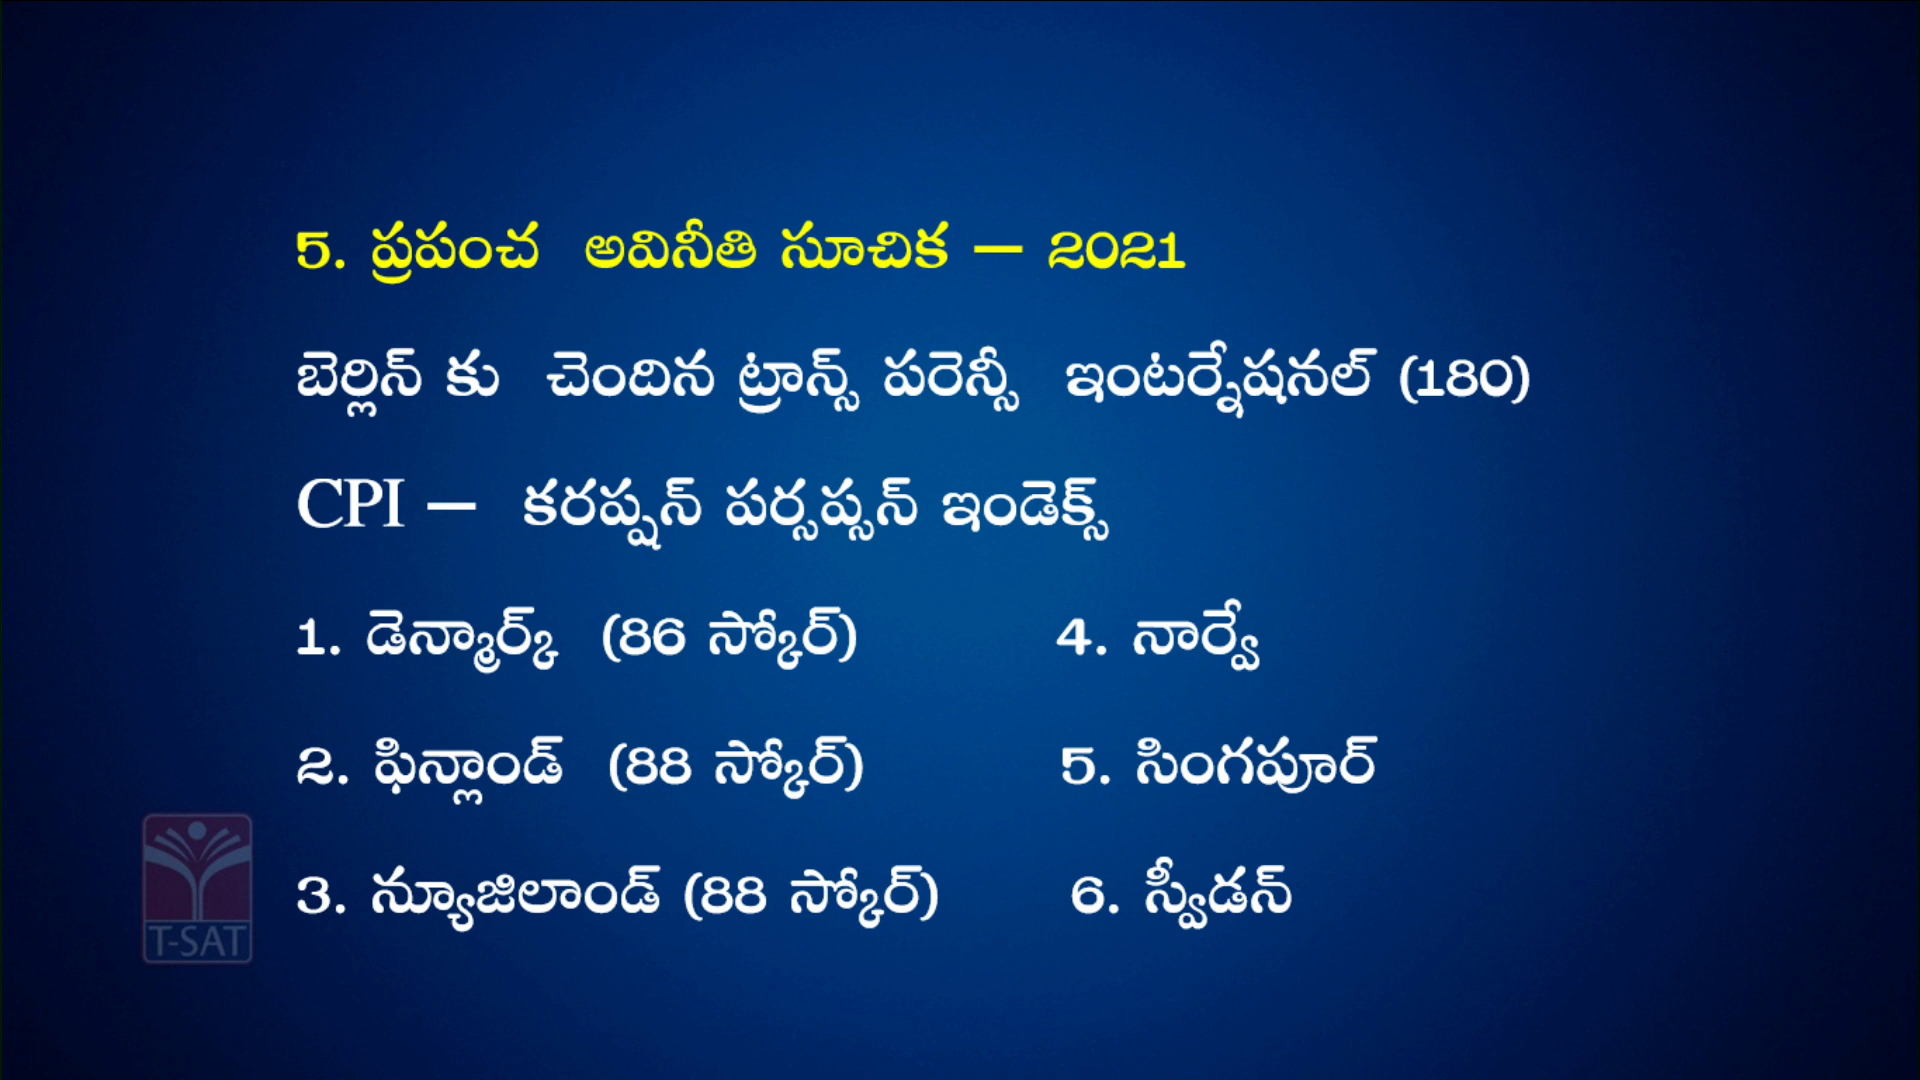 5. ప్రపంచ అవినీతి సూచిక – 2021
బెర్లిన్ కు చెందిన ట్రాన్స్ పరెన్సీ ఇంటర్నేషనల్ (180)
CPI – కరప్షన్ పర్సప్సన్ ఇండెక్స్
1. డెన్మార్క్ (86 స్కోర్) 4. నార్వే
2. ఫిన్లాండ్ (88 స్కోర్) 5. సింగపూర్
3. న్యూజిలాండ్ (88 స్కోర్) 6. స్వీడన్
T-SAT